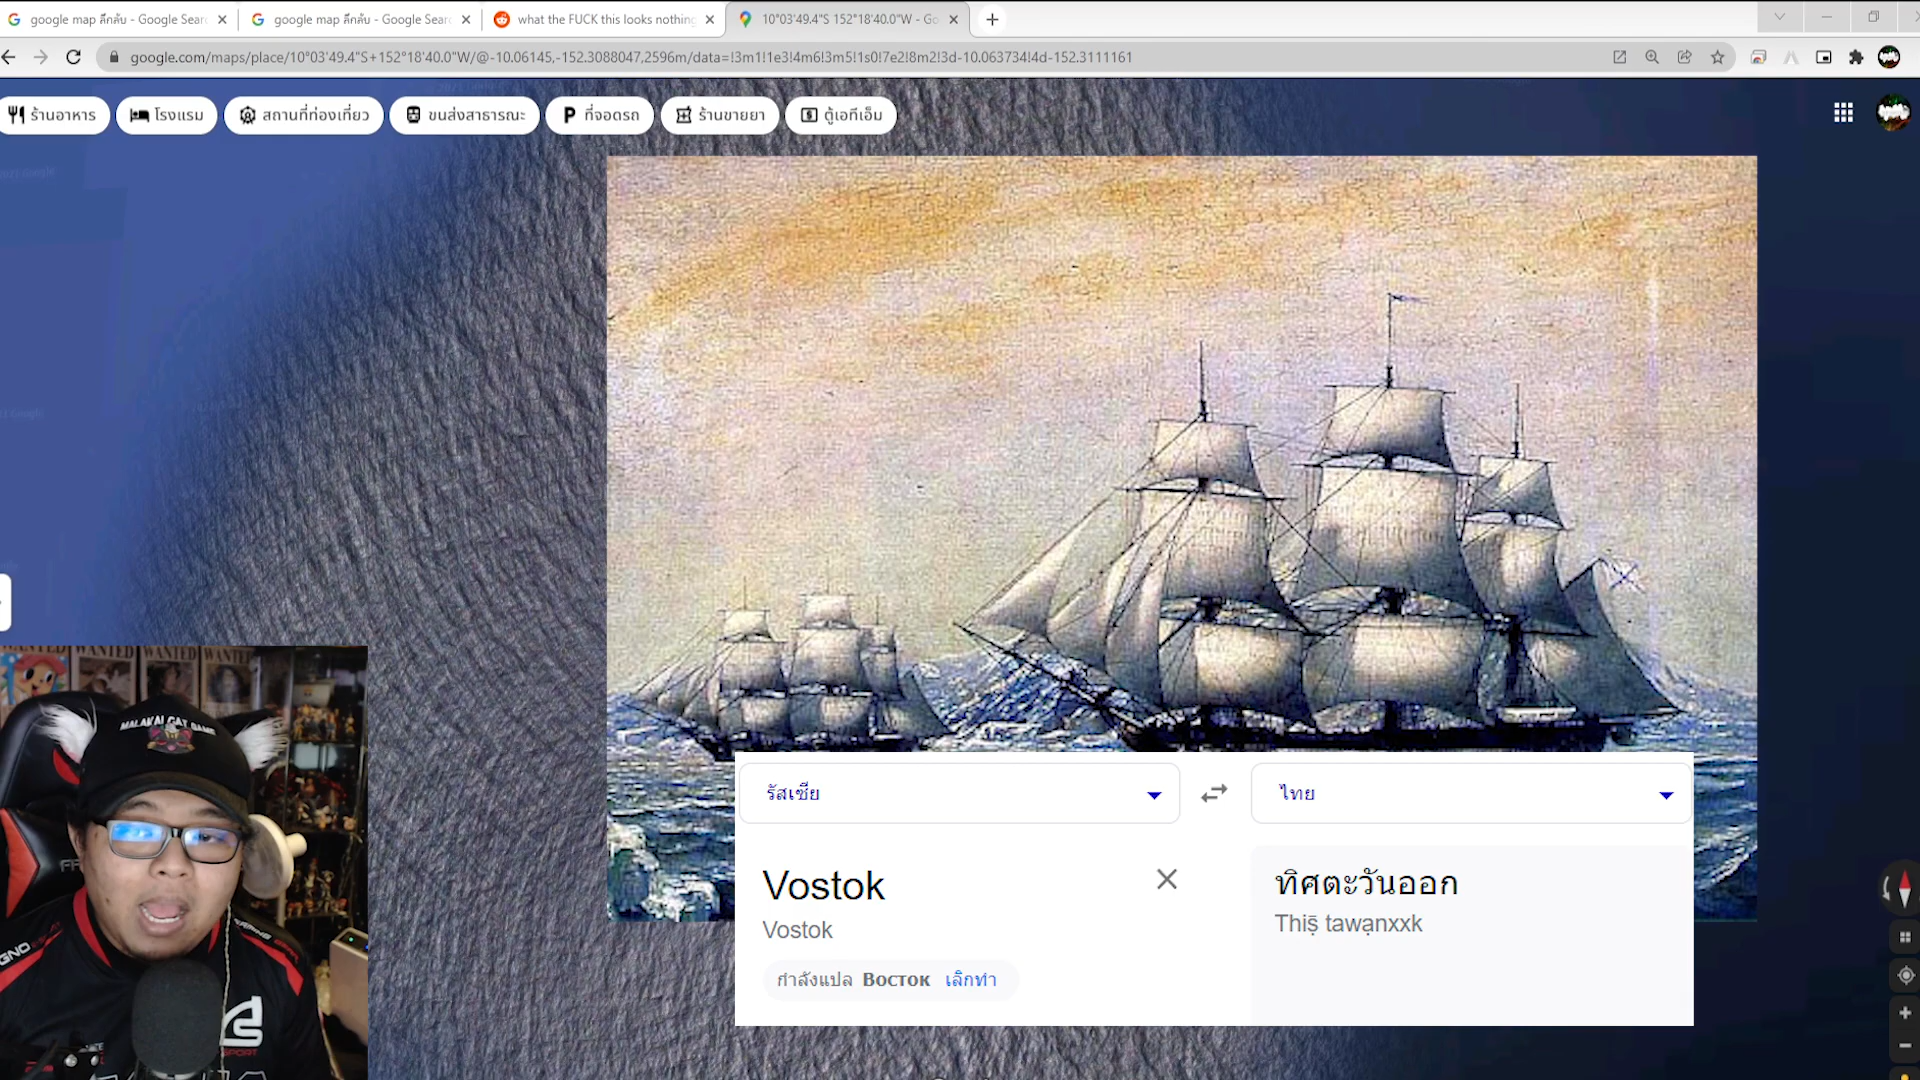 google map ลึกลับ - Google Searc
google map ลึกลับ - Google Searc
what the FUCK this looks nothing
10°03'49.4"S 152°18'40.0"W - Go
google.com/maps/place/10°03'49.4"S+152°18'40.0"W/@-10.06145,-152.3088047,2596m/data=!3m1!1e3!4m6!3m5!1s0!7e2!8m2!3d-10.063734!4d-152.3111161
ร้านอาหาร
โรงแรม
สถานที่ท่องเที่ยว
ขนส่งสาธารณะ
P ที่จอดรถ
ร้านขายยา
ตู้เอทีเอ็ม
WANTED WANTED WANTED
MALAKAI CAT GAME
รัสเซีย
ไทย
Vostok
Vostok
กำลังแปล Восток เลิกทำ
ทิศตะวันออก
Thiṣ̄ tawạnxxk